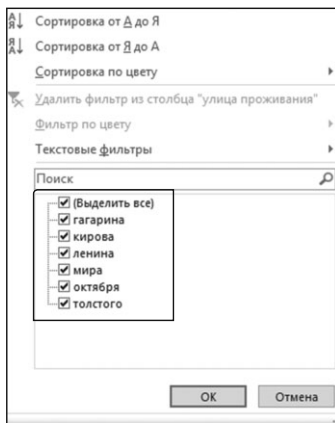 Сортировка от А до Я
Сортировка от Я до А
Сортировка по цвету
Удалить фильтр из столбца "улица проживания"
Фильтр по цвету
Текстовые фильтры
Поиск
(Выделить все)
гагарина
кирова
ленина
мира
октября
толстого
ОК
Отмена